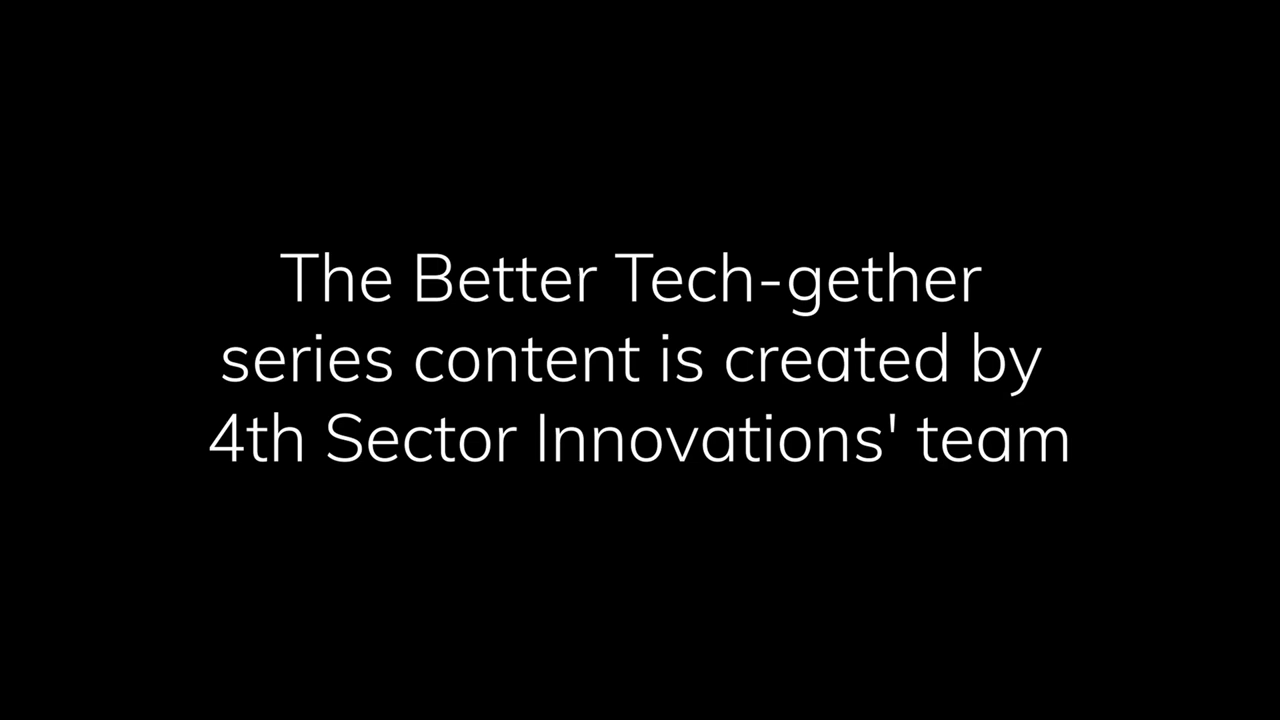 The Better Tech-gether
series content is created by
4th Sector Innovations' team